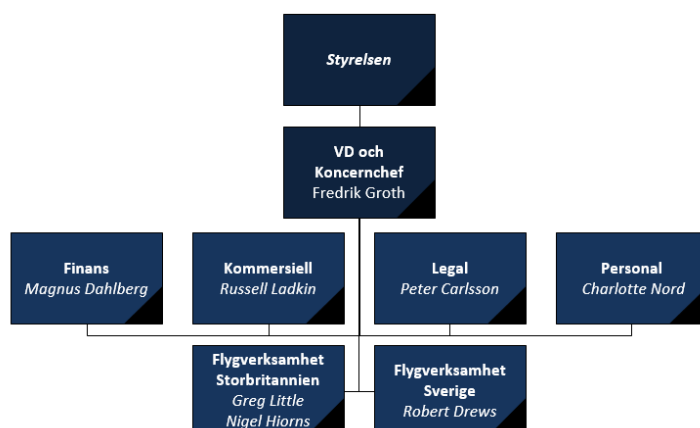 Styrelsen
VD och
Koncernchef
Fredrik Groth
Finans
Magnus Dahlberg
Kommersiell
Russell Ladkin
Legal
Peter Carlsson
Personal
Charlotte Nord
Flygverksamhet
Storbritannien
Greg Little
Nigel Hiorns
Flygverksamhet
Sverige
Robert Drews